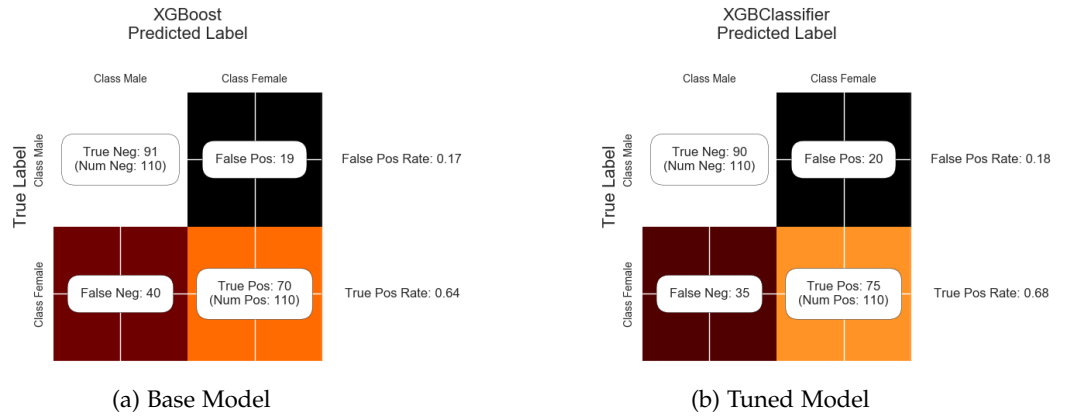 XGBoost
Predicted Label
Class Male
Class Female
True Label
Class Male
True Neg: 91
(Num Neg: 110)
False Pos: 19
False Pos Rate: 0.17
Class Female
False Neg: 40
True Pos: 70
(Num Pos: 110)
True Pos Rate: 0.64
(a) Base Model
XGBClassifier
Predicted Label
Class Male
Class Female
True Label
Class Male
True Neg: 90
(Num Neg: 110)
False Pos: 20
False Pos Rate: 0.18
Class Female
False Neg: 35
True Pos: 75
(Num Pos: 110)
True Pos Rate: 0.68
(b) Tuned Model